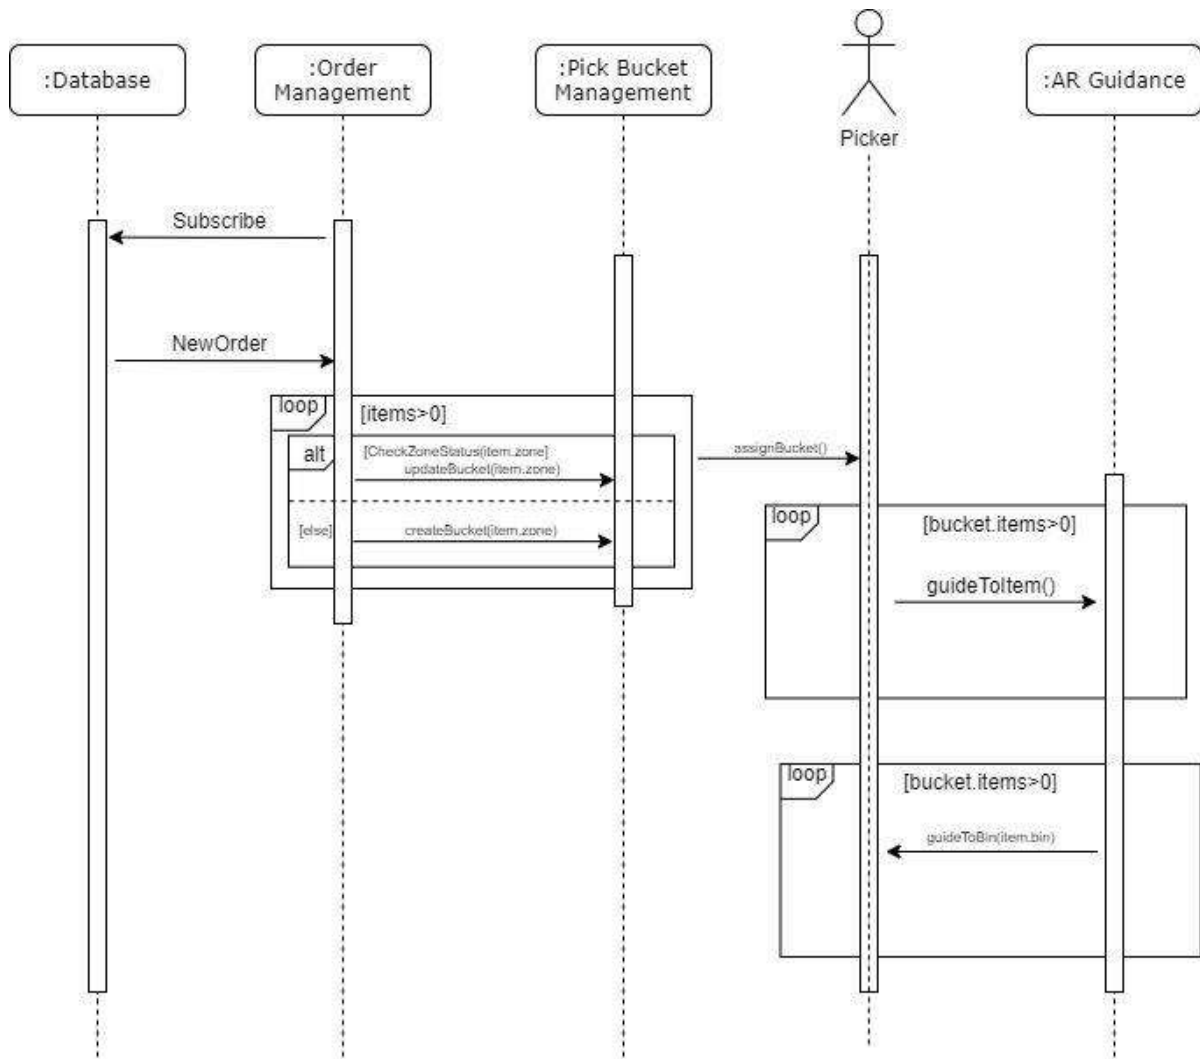 :Database
:Order
Management
:Pick Bucket
Management
Picker
:AR Guidance
Subscribe
NewOrder
loop
[items>0]
alt
[CheckZoneStatus(item.zone]
updateBucket(item.zone)
assignBucket()
[else]
createBucket(item.zone)
loop
[bucket.items>0]
guideToItem()
loop
[bucket.items>0]
guideToBin(item.bin)